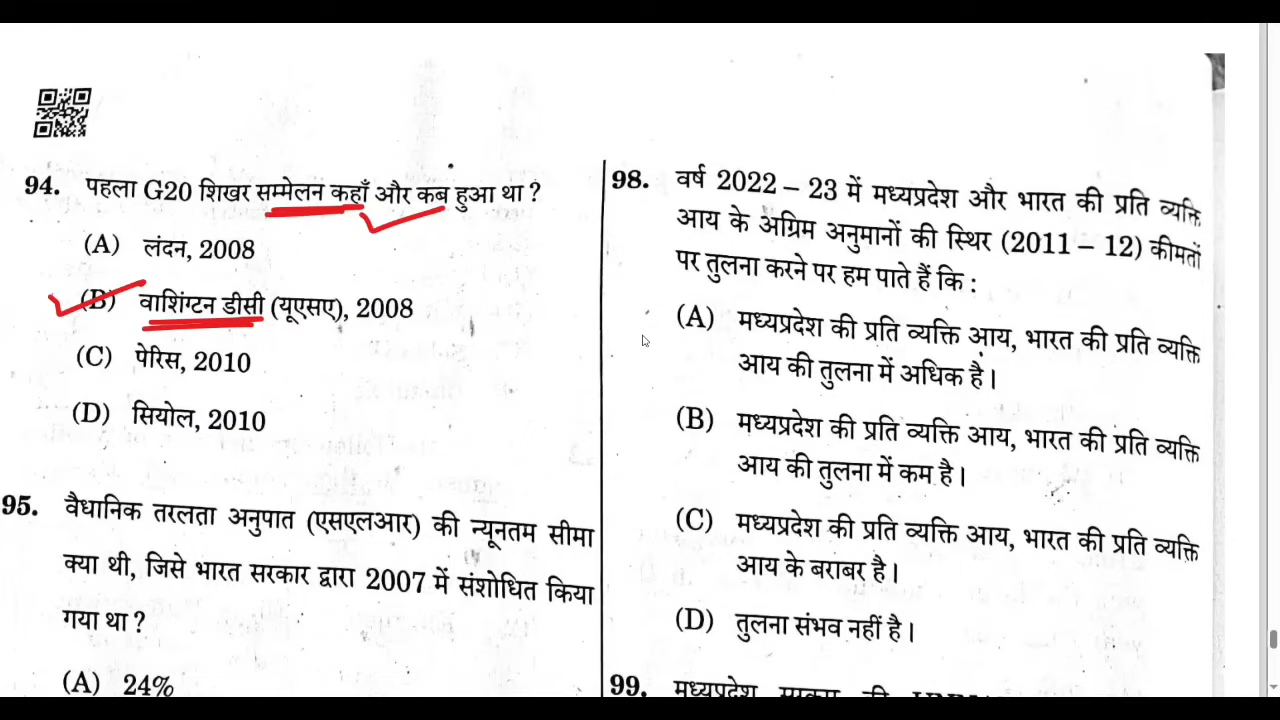 94. पहला G20 शिखर सम्मेलन कहाँ और कब हुआ था ?
(A) लंदन, 2008
(B) वाशिंग्टन डीसी (यूएसए), 2008
(C) पेरिस, 2010
(D) सियोल, 2010
95. वैधानिक तरलता अनुपात (एसएलआर) की न्यूनतम सीमा
क्या थी, जिसे भारत सरकार द्वारा 2007 में संशोधित किया
गया था ?
(A) 24%
98. वर्ष 2022 – 23 में मध्यप्रदेश और भारत की प्रति व्यक्ति
आय के अग्रिम अनुमानों की स्थिर (2011 – 12) कीमतों
पर तुलना करने पर हम पाते हैं कि :
(A) मध्यप्रदेश की प्रति व्यक्ति आय, भारत की प्रति व्यक्ति
आय की तुलना में अधिक है।
(B) मध्यप्रदेश की प्रति व्यक्ति आय, भारत की प्रति व्यक्ति
आय की तुलना में कम है।
(C) मध्यप्रदेश की प्रति व्यक्ति आय, भारत की प्रति व्यक्ति
आय के बराबर है।
(D) तुलना संभव नहीं है।
99. मध्यप्रदेश